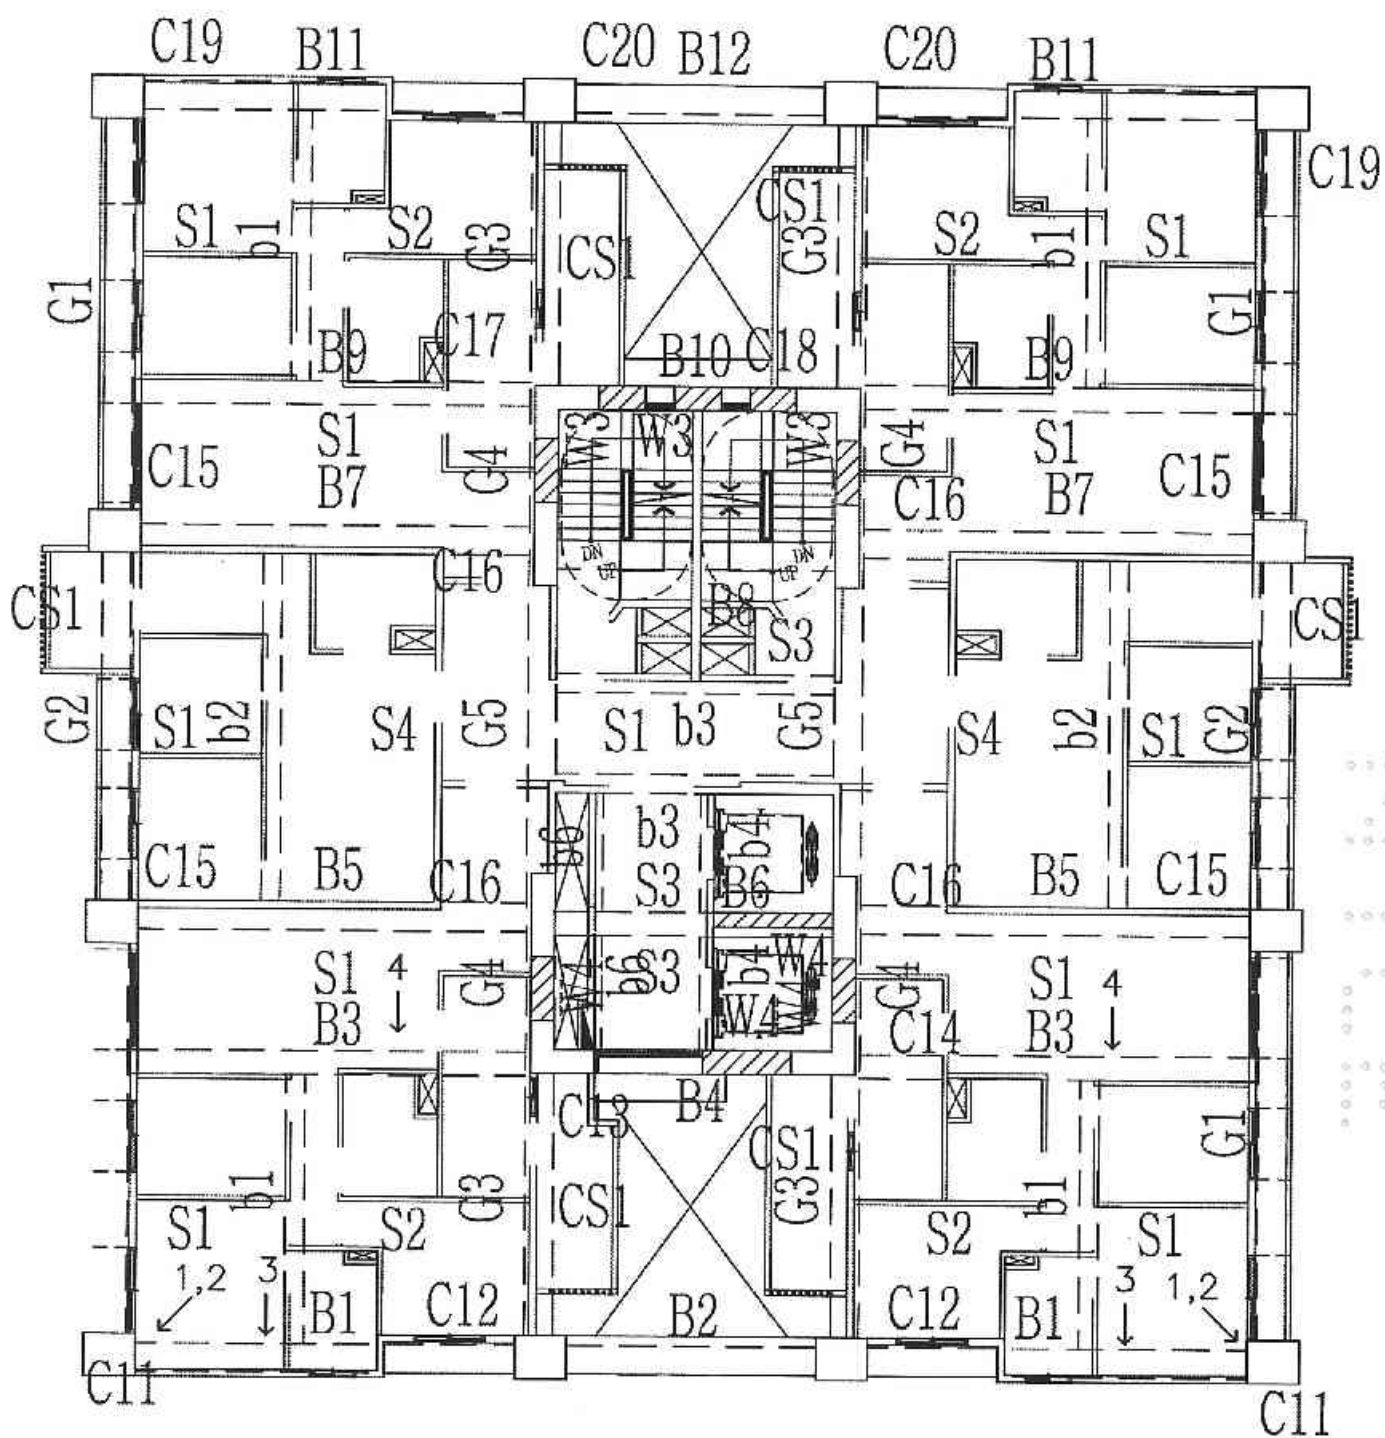 C19 B11 C20 B12 C20 B11
C19
S1 b1 S2 G3 CS1 CS1 G3 S2 b1 S1
G1 B9 C17 B10 C18 B9 G1
W3 W3 W3
C15 S1 G4 G4 S1 C15
B7 C16 B7
DN DN
UP UP
CS1 C16 B8 CS1
S3
G2 S1 b2 S4 G5 S1 b3 G5 S4 b2 S1 G2
b6 b3 b4
C15 B5 C16 S3 B6 C16 B5 C15
S1 4 G4 W4 b6 S3 b4 W4 G4 S1 4
B3 W4 W4 C14 B3
C13 B4 G1
b1 G3 CS1 CS1 G3 b1
S1 S2 S2 S1
1,2 3 3 1,2
B1 C12 B2 C12 B1
C11 C11